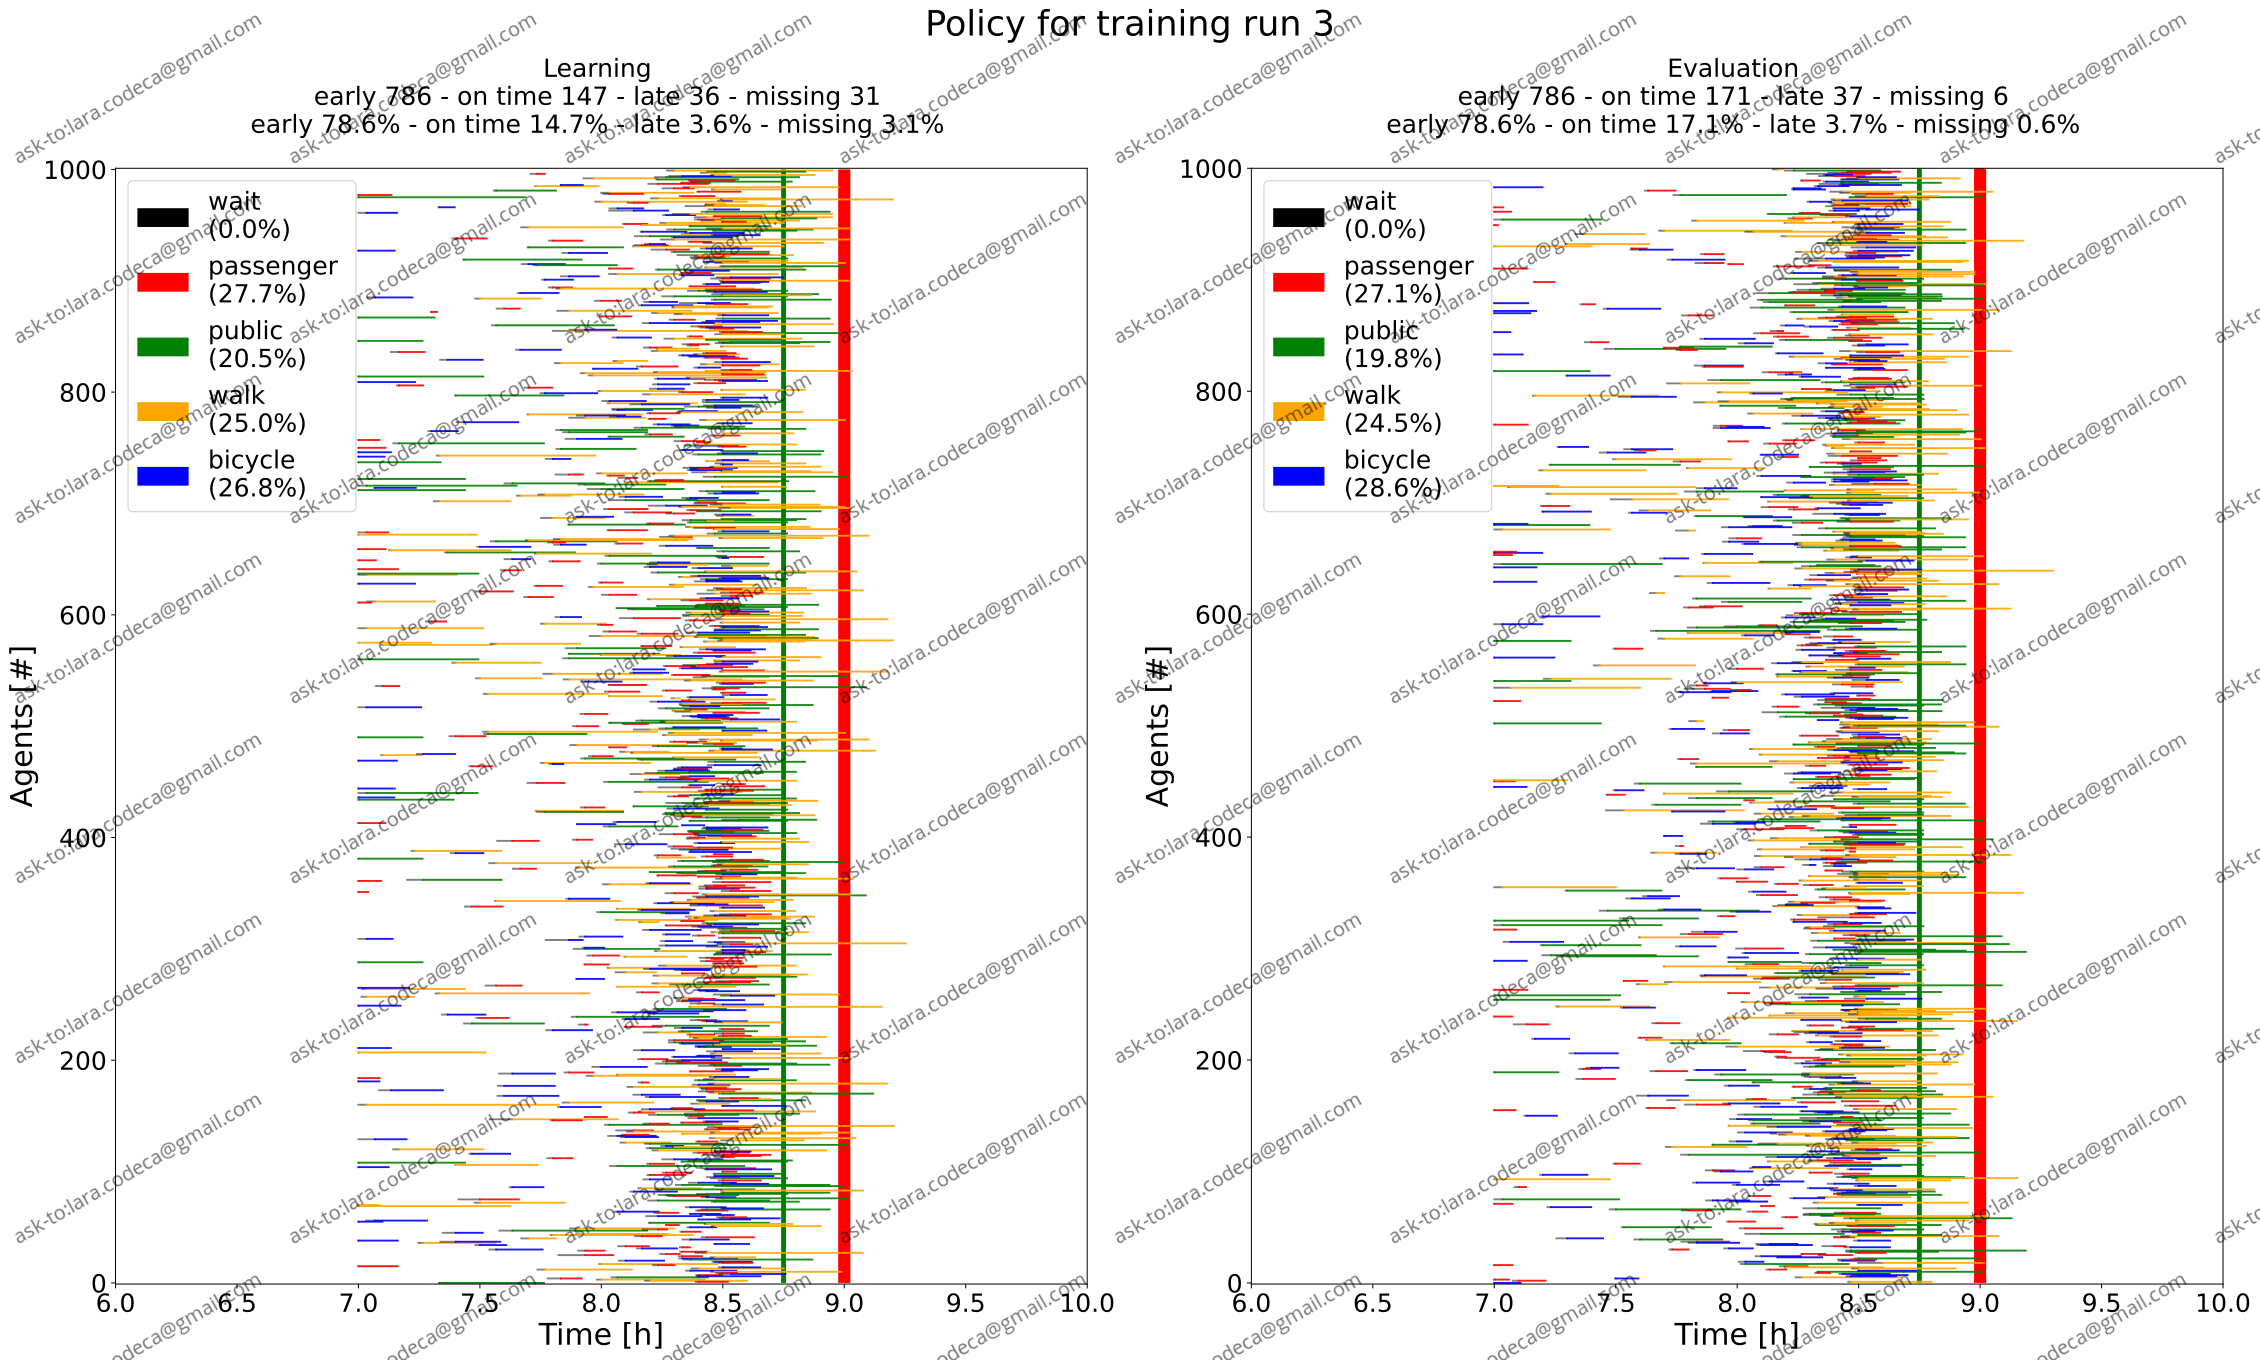 Policy for training run 3
Learning
early 786 - on time 147 - late 36 - missing 31
early 78.6% - on time 14.7% - late 3.6% - missing 3.1%
wait
(0.0%)
passenger
(27.7%)
public
(20.5%)
walk
(25.0%)
bicycle
(26.8%)
1000
800
600
400
200
0
Agents [#]
6.0 6.5 7.0 7.5 8.0 8.5 9.0 9.5 10.0
Time [h]
Evaluation
early 786 - on time 171 - late 37 - missing 6
early 78.6% - on time 17.1% - late 3.7% - missing 0.6%
wait
(0.0%)
passenger
(27.1%)
public
(19.8%)
walk
(24.5%)
bicycle
(28.6%)
1000
800
600
400
200
0
Agents [#]
6.0 6.5 7.0 7.5 8.0 8.5 9.0 9.5 10.0
Time [h]
ask-to:lara.codeca@gmail.com